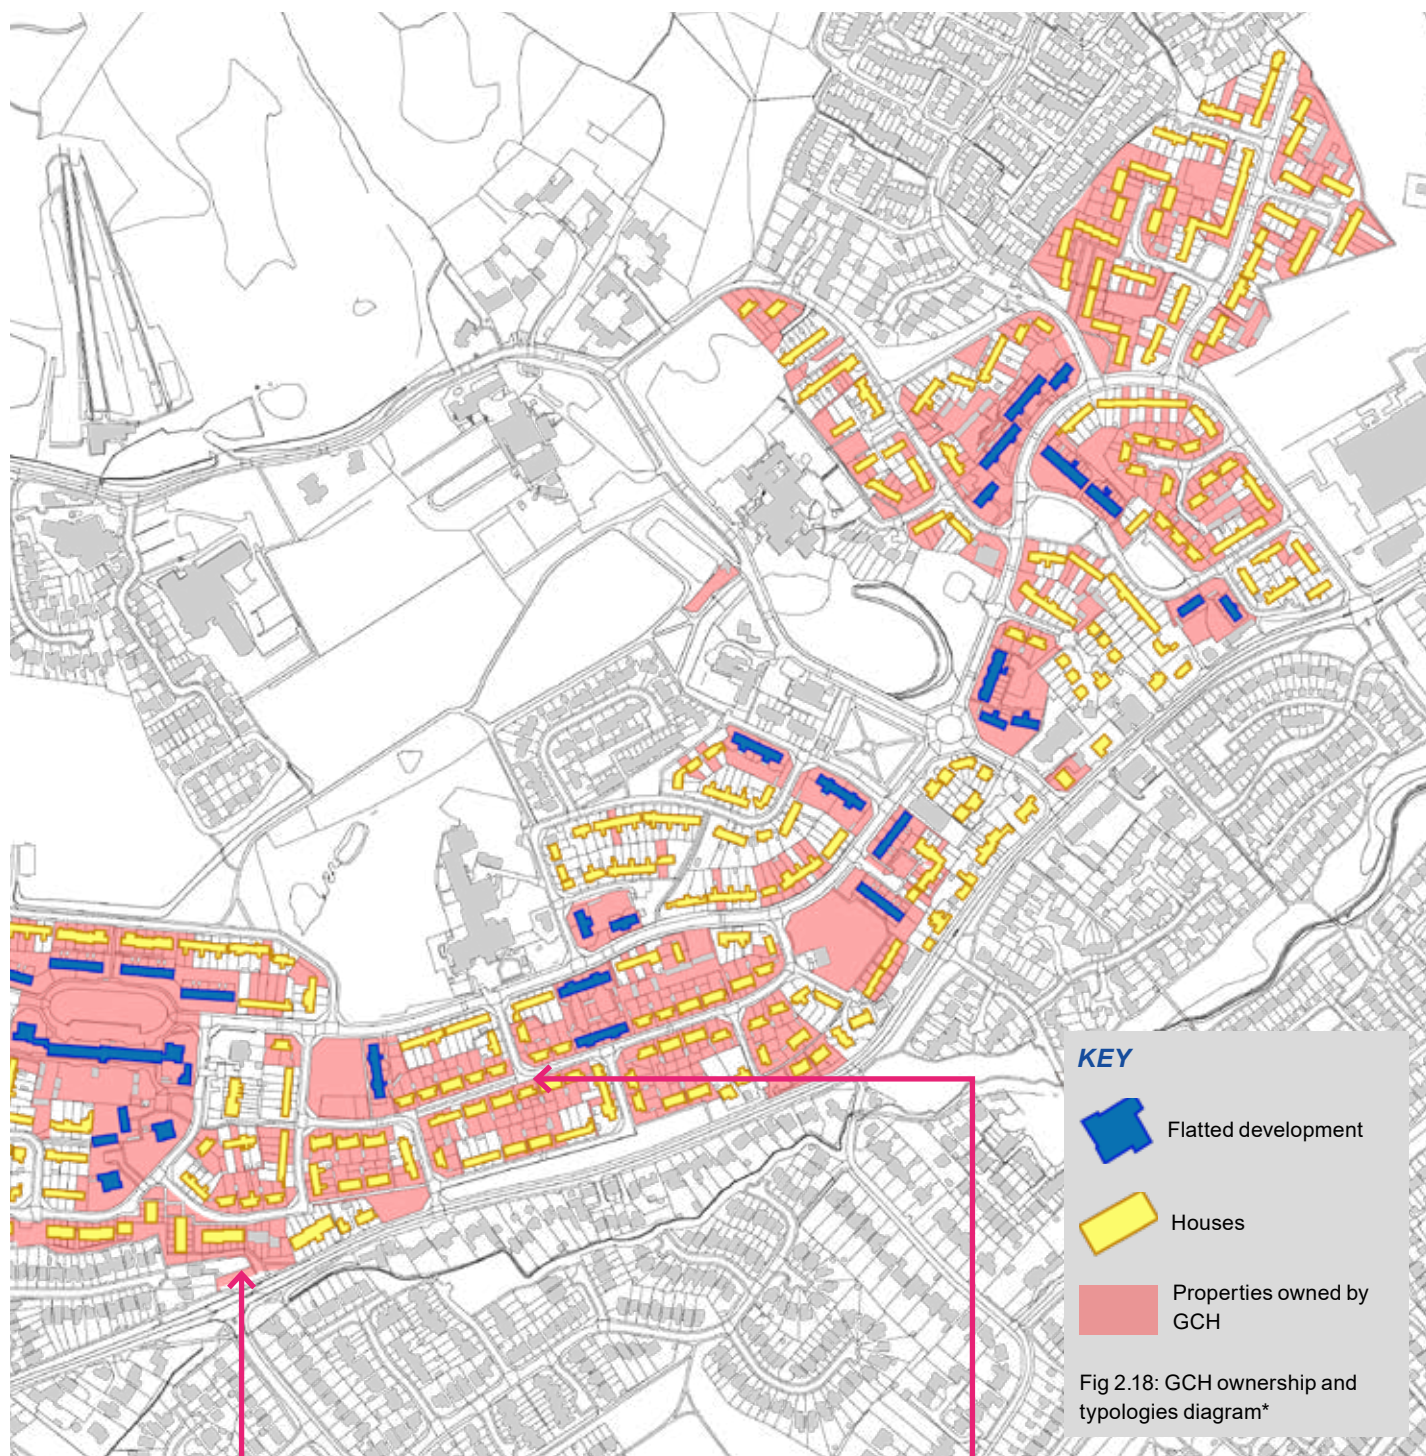 KEY
Flatted development
Houses
Properties owned by
GCH
Fig 2.18: GCH ownership and
typologies diagram*